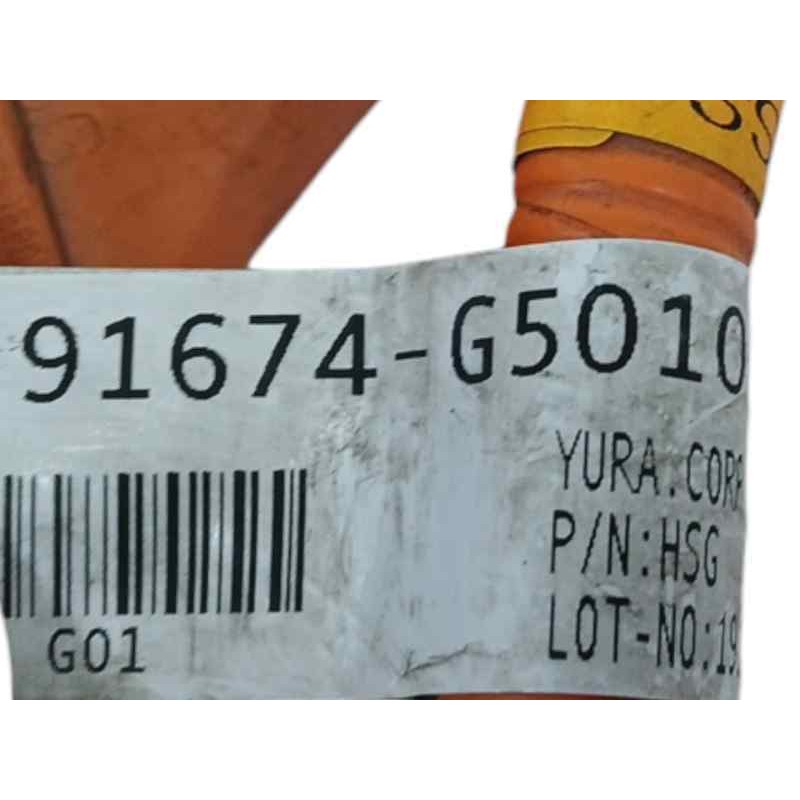 91674-G5010
YURA.CORP
P/N:HSG
LOT-NO:19
G01